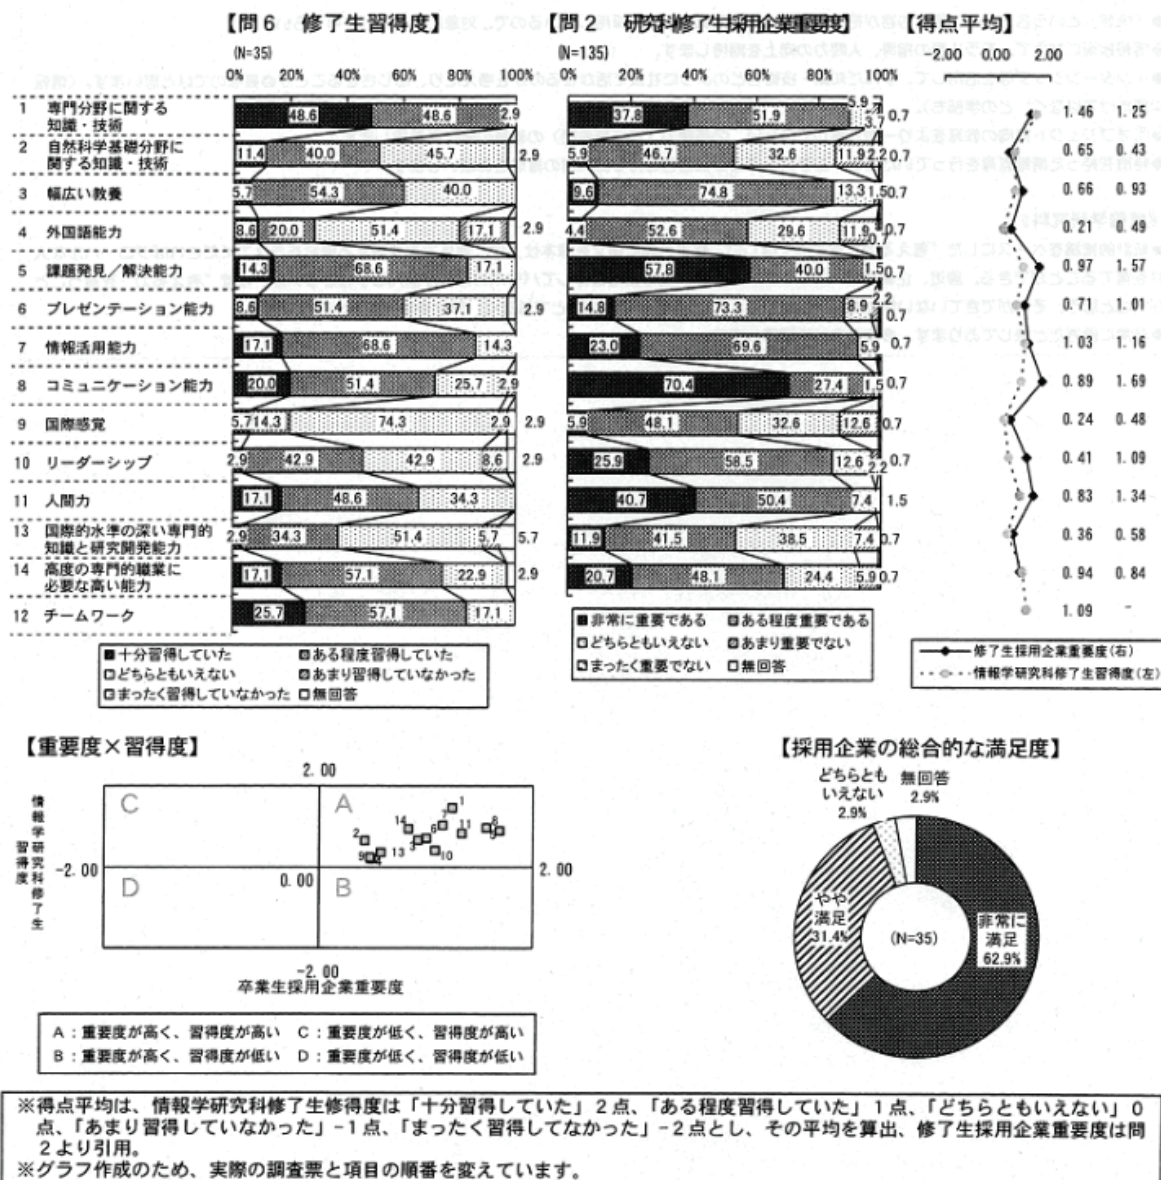 【問６　修了生習得度】
【問２　研究科修了生採用企業重要度】
【得点平均】
(N=35)
(N=135)
-2.00 0.00 2.00
0% 20% 40% 60% 80% 100%
0% 20% 40% 60% 80% 100%
1 専門分野に関する知識・技術 48.6 48.6 2.9 37.8 51.9 5.9 3.7 1.46 1.25
2 自然科学基礎分野に関する知識・技術 11.4 40.0 45.7 2.9 5.9 46.7 32.6 11.9 2.2 0.7 0.65 0.43
3 幅広い教養 5.7 54.3 40.0 9.6 74.8 13.3 1.5 0.7 0.66 0.93
4 外国語能力 8.6 20.0 51.4 17.1 2.9 4.4 52.6 29.6 11.9 0.7 0.21 0.49
5 課題発見／解決能力 14.3 68.6 17.1 57.8 40.0 1.5 0.7 0.97 1.57
6 プレゼンテーション能力 8.6 51.4 37.1 2.9 14.8 73.3 8.9 2.2 0.7 0.71 1.01
7 情報活用能力 17.1 68.6 14.3 23.0 69.6 5.9 0.7 1.03 1.16
8 コミュニケーション能力 20.0 51.4 25.7 2.9 70.4 27.4 1.5 0.7 0.89 1.69
9 国際感覚 5.7 14.3 74.3 2.9 2.9 5.9 48.1 32.6 12.6 0.7 0.24 0.48
10 リーダーシップ 2.9 42.9 42.9 8.6 2.9 25.9 58.5 12.6 2.2 0.7 0.41 1.09
11 人間力 17.1 48.6 34.3 40.7 50.4 7.4 1.5 0.83 1.34
13 国際的水準の深い専門的知識と研究開発能力 2.9 34.3 51.4 5.7 5.7 11.9 41.5 38.5 7.4 0.7 0.36 0.58
14 高度の専門的職業に必要な高い能力 17.1 57.1 22.9 2.9 20.7 48.1 24.4 5.9 0.7 0.94 0.84
12 チームワーク 25.7 57.1 17.1 1.09 -
十分習得していた ある程度習得していた
どちらともいえない あまり習得していなかった
まったく習得していなかった 無回答
非常に重要である ある程度重要である
どちらともいえない あまり重要でない
まったく重要でない 無回答
修了生採用企業重要度(右)
情報学研究科修了生習得度(左)
【重要度×習得度】
2.00
情報学研究科修了生習得度
C A
1 2 3 6 7 8 9 10 11 13 14
-2.00 0.00 2.00
D B
-2.00
卒業生採用企業重要度
A：重要度が高く、習得度が高い C：重要度が低く、習得度が高い
B：重要度が高く、習得度が低い D：重要度が低く、習得度が低い
【採用企業の総合的な満足度】
どちらともいえない 2.9%
無回答 2.9%
やや満足 31.4%
(N=35)
非常に満足 62.9%
※得点平均は、情報学研究科修了生修得度は「十分習得していた」２点、「ある程度習得していた」１点、「どちらともいえない」０
点、「あまり習得していなかった」-１点、「まったく習得してなかった」-２点とし、その平均を算出、修了生採用企業重要度は問
２より引用。
※グラフ作成のため、実際の調査票と項目の順番を変えています。